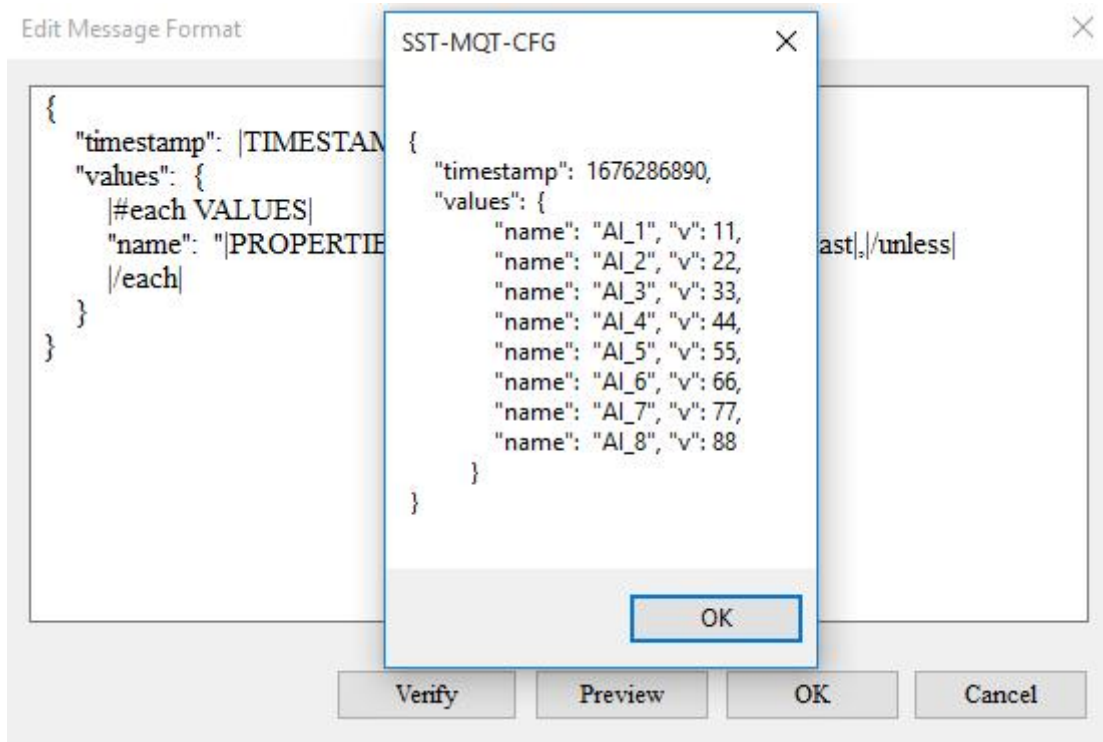 Edit Message Format
{
"timestamp": |TIMESTAM
"values": {
|#each VALUES|
"name": "|PROPERTIE
ast|,|/unless|
|/each|
}
}
SST-MQT-CFG
{
"timestamp": 1676286890,
"values": {
"name": "AI_1", "v": 11,
"name": "AI_2", "v": 22,
"name": "AI_3", "v": 33,
"name": "AI_4", "v": 44,
"name": "AI_5", "v": 55,
"name": "AI_6", "v": 66,
"name": "AI_7", "v": 77,
"name": "AI_8", "v": 88
}
}
OK
Verify
Preview
OK
Cancel